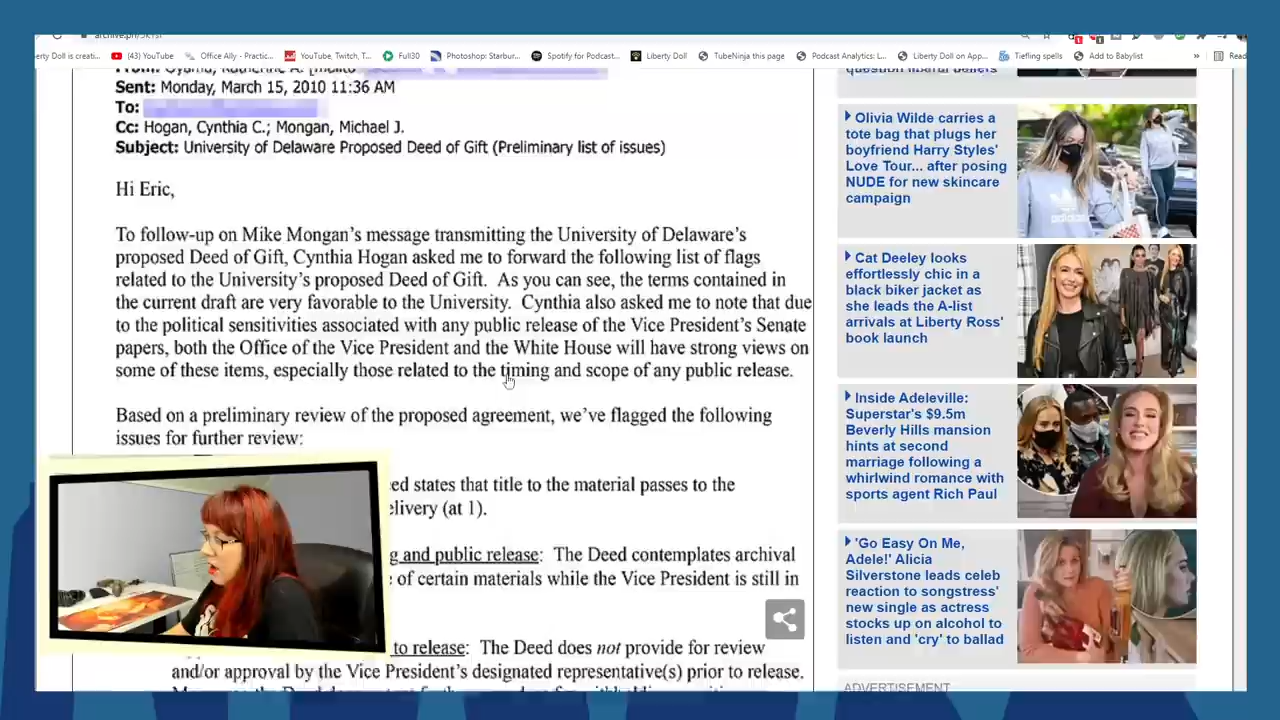 erty Doll is creati...
(43) YouTube
Office Ally - Practic...
YouTube, Twitch, T...
Full30
Photoshop: Starbur...
Spotify for Podcast...
Liberty Doll
TubeNinja this page
Podcast Analytics: L...
Liberty Doll on App...
Tiefling spells
Add to Babylist
»
Read
Sent: Monday, March 15, 2010 11:36 AM
To:
Cc: Hogan, Cynthia C.; Mongan, Michael J.
Subject: University of Delaware Proposed Deed of Gift (Preliminary list of issues)
Hi Eric,
To follow-up on Mike Mongan's message transmitting the University of Delaware's
proposed Deed of Gift, Cynthia Hogan asked me to forward the following list of flags
related to the University's proposed Deed of Gift. As you can see, the terms contained in
the current draft are very favorable to the University. Cynthia also asked me to note that due
to the political sensitivities associated with any public release of the Vice President's Senate
papers, both the Office of the Vice President and the White House will have strong views on
some of these items, especially those related to the timing and scope of any public release.
Based on a preliminary review of the proposed agreement, we've flagged the following
issues for further review:
ed states that title to the material passes to the
elivery (at 1).
g and public release: The Deed contemplates archival
of certain materials while the Vice President is still in
to release: The Deed does not provide for review
and/or approval by the Vice President's designated representative(s) prior to release.
question liberal beliefs
Olivia Wilde carries a
tote bag that plugs her
boyfriend Harry Styles'
Love Tour... after posing
NUDE for new skincare
campaign
Cat Deeley looks
effortlessly chic in a
black biker jacket as
she leads the A-list
arrivals at Liberty Ross'
book launch
Inside Adeleville:
Superstar's $9.5m
Beverly Hills mansion
hints at second
marriage following a
whirlwind romance with
sports agent Rich Paul
'Go Easy On Me,
Adele!' Alicia
Silverstone leads celeb
reaction to songstress'
new single as actress
stocks up on alcohol to
listen and 'cry' to ballad
ADVERTISEMENT
adidas